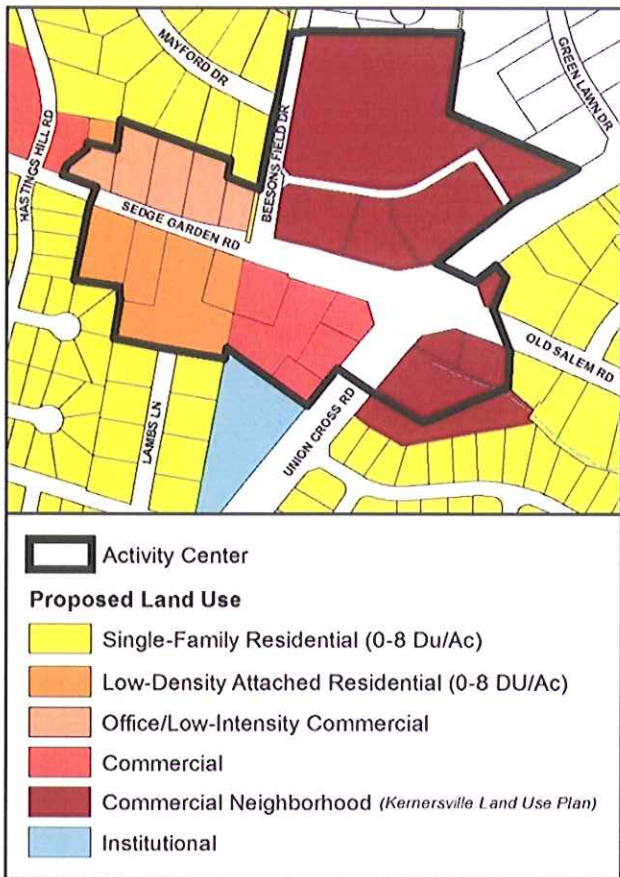 MAYFORD DR
GREEN LAWN DR
HASTINGS HILL RD
BEESONS FIELD DR
SEDGE GARDEN RD
OLD SALEM RD
LAMBS LN
UNION CROSS RD
Activity Center
Proposed Land Use
Single-Family Residential (0-8 Du/Ac)
Low-Density Attached Residential (0-8 DU/Ac)
Office/Low-Intensity Commercial
Commercial
Commercial Neighborhood (Kernersville Land Use Plan)
Institutional